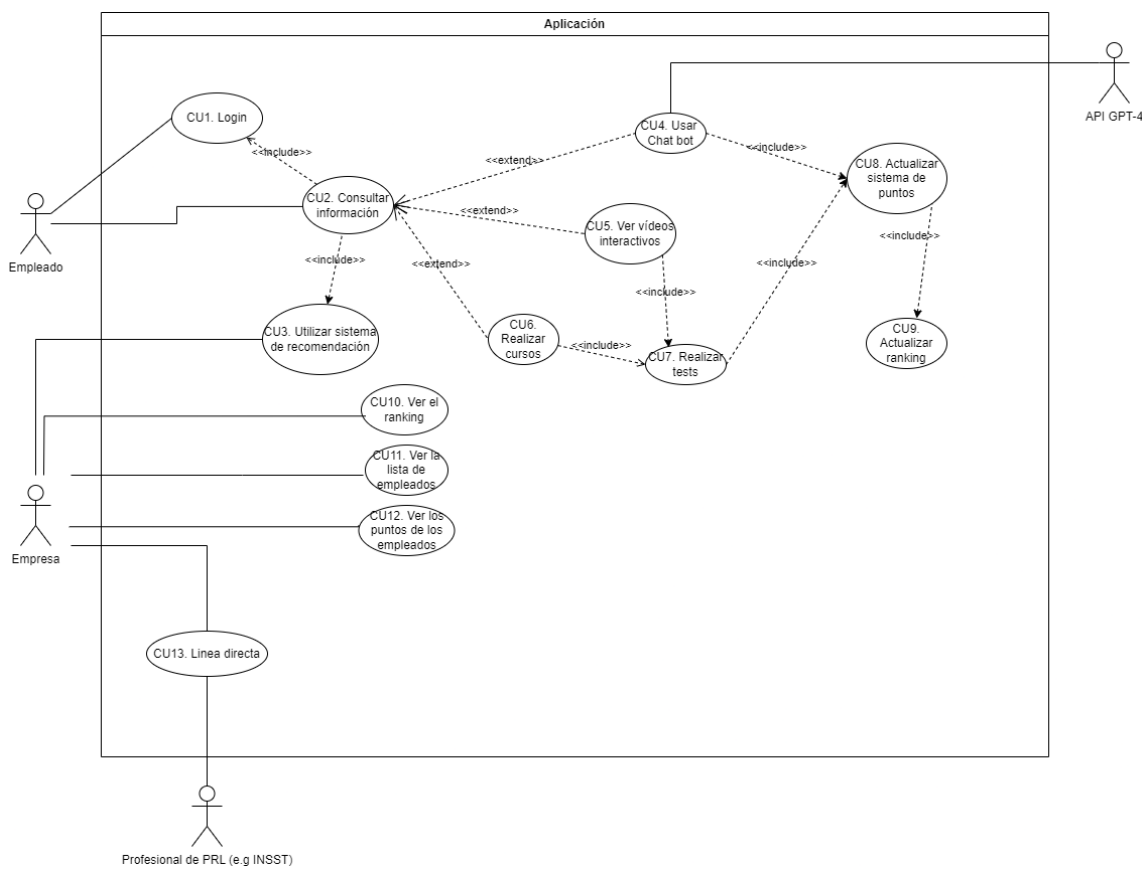 Aplicación
API GPT-4
CU1. Login
CU4. Usar
Chat bot
<<include>>
<<extend>>
<<include>>
CU8. Actualizar
sistema de
puntos
CU2. Consultar
información
<<extend>>
CU5. Ver vídeos
interactivos
<<include>>
Empleado
<<include>>
<<extend>>
<<include>>
<<include>>
CU3. Utilizar sistema
de recomendación
CU6.
Realizar
cursos
<<include>>
CU7. Realizar
tests
CU9.
Actualizar
ranking
CU10. Ver el
ranking
CU11. Ver la
lista de
empleados
CU12. Ver los
puntos de los
empleados
Empresa
CU13. Linea directa
Profesional de PRL (e.g INSST)